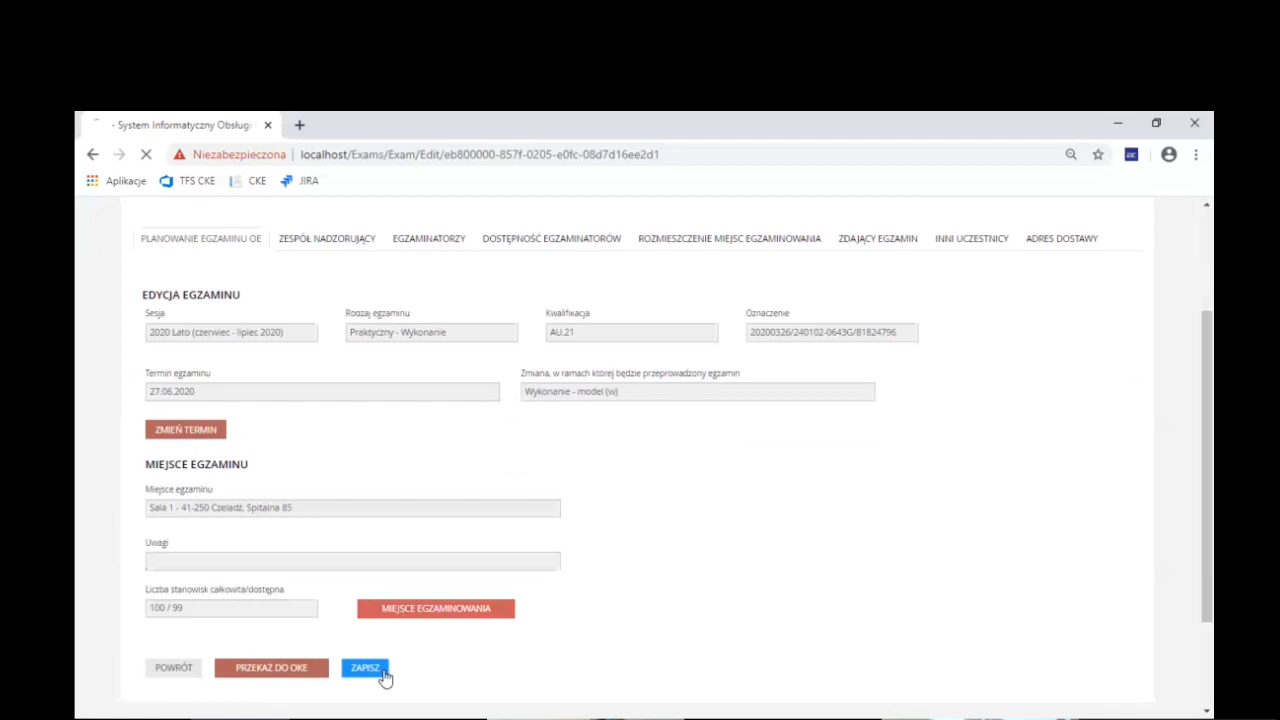 - System Informatyczny Obsługi
Niezabezpieczona | localhost/Exams/Exam/Edit/eb800000-857f-0205-e0fc-08d7d16ee2d1
Aplikacje TFS CKE CKE JIRA
PLANOWANIE EGZAMINU OE ZESPÓŁ NADZORUJĄCY EGZAMINATORZY DOSTĘPNOŚĆ EGZAMINATORÓW ROZMIESZCZENIE MIEJSC EGZAMINOWANIA ZDAJĄCY EGZAMIN INNI UCZESTNICY ADRES DOSTAWY
EDYCJA EGZAMINU
Sesja Rodzaj egzaminu Kwalifikacja Oznaczenie
2020 Lato (czerwiec - lipiec 2020) Praktyczny - Wykonanie AU.21 20200326/240102-0643G/81824796
Termin egzaminu Zmiana, w ramach której będzie przeprowadzony egzamin
27.06.2020 Wykonanie - model (w)
ZMIEŃ TERMIN
MIEJSCE EGZAMINU
Miejsce egzaminu
Sala 1 - 41-250 Czeladź, Spitalna 85
Uwagi
Liczba stanowisk całkowita/dostępna
100 / 99 MIEJSCE EGZAMINOWANIA
POWRÓT PRZEKAŻ DO OKE ZAPISZ